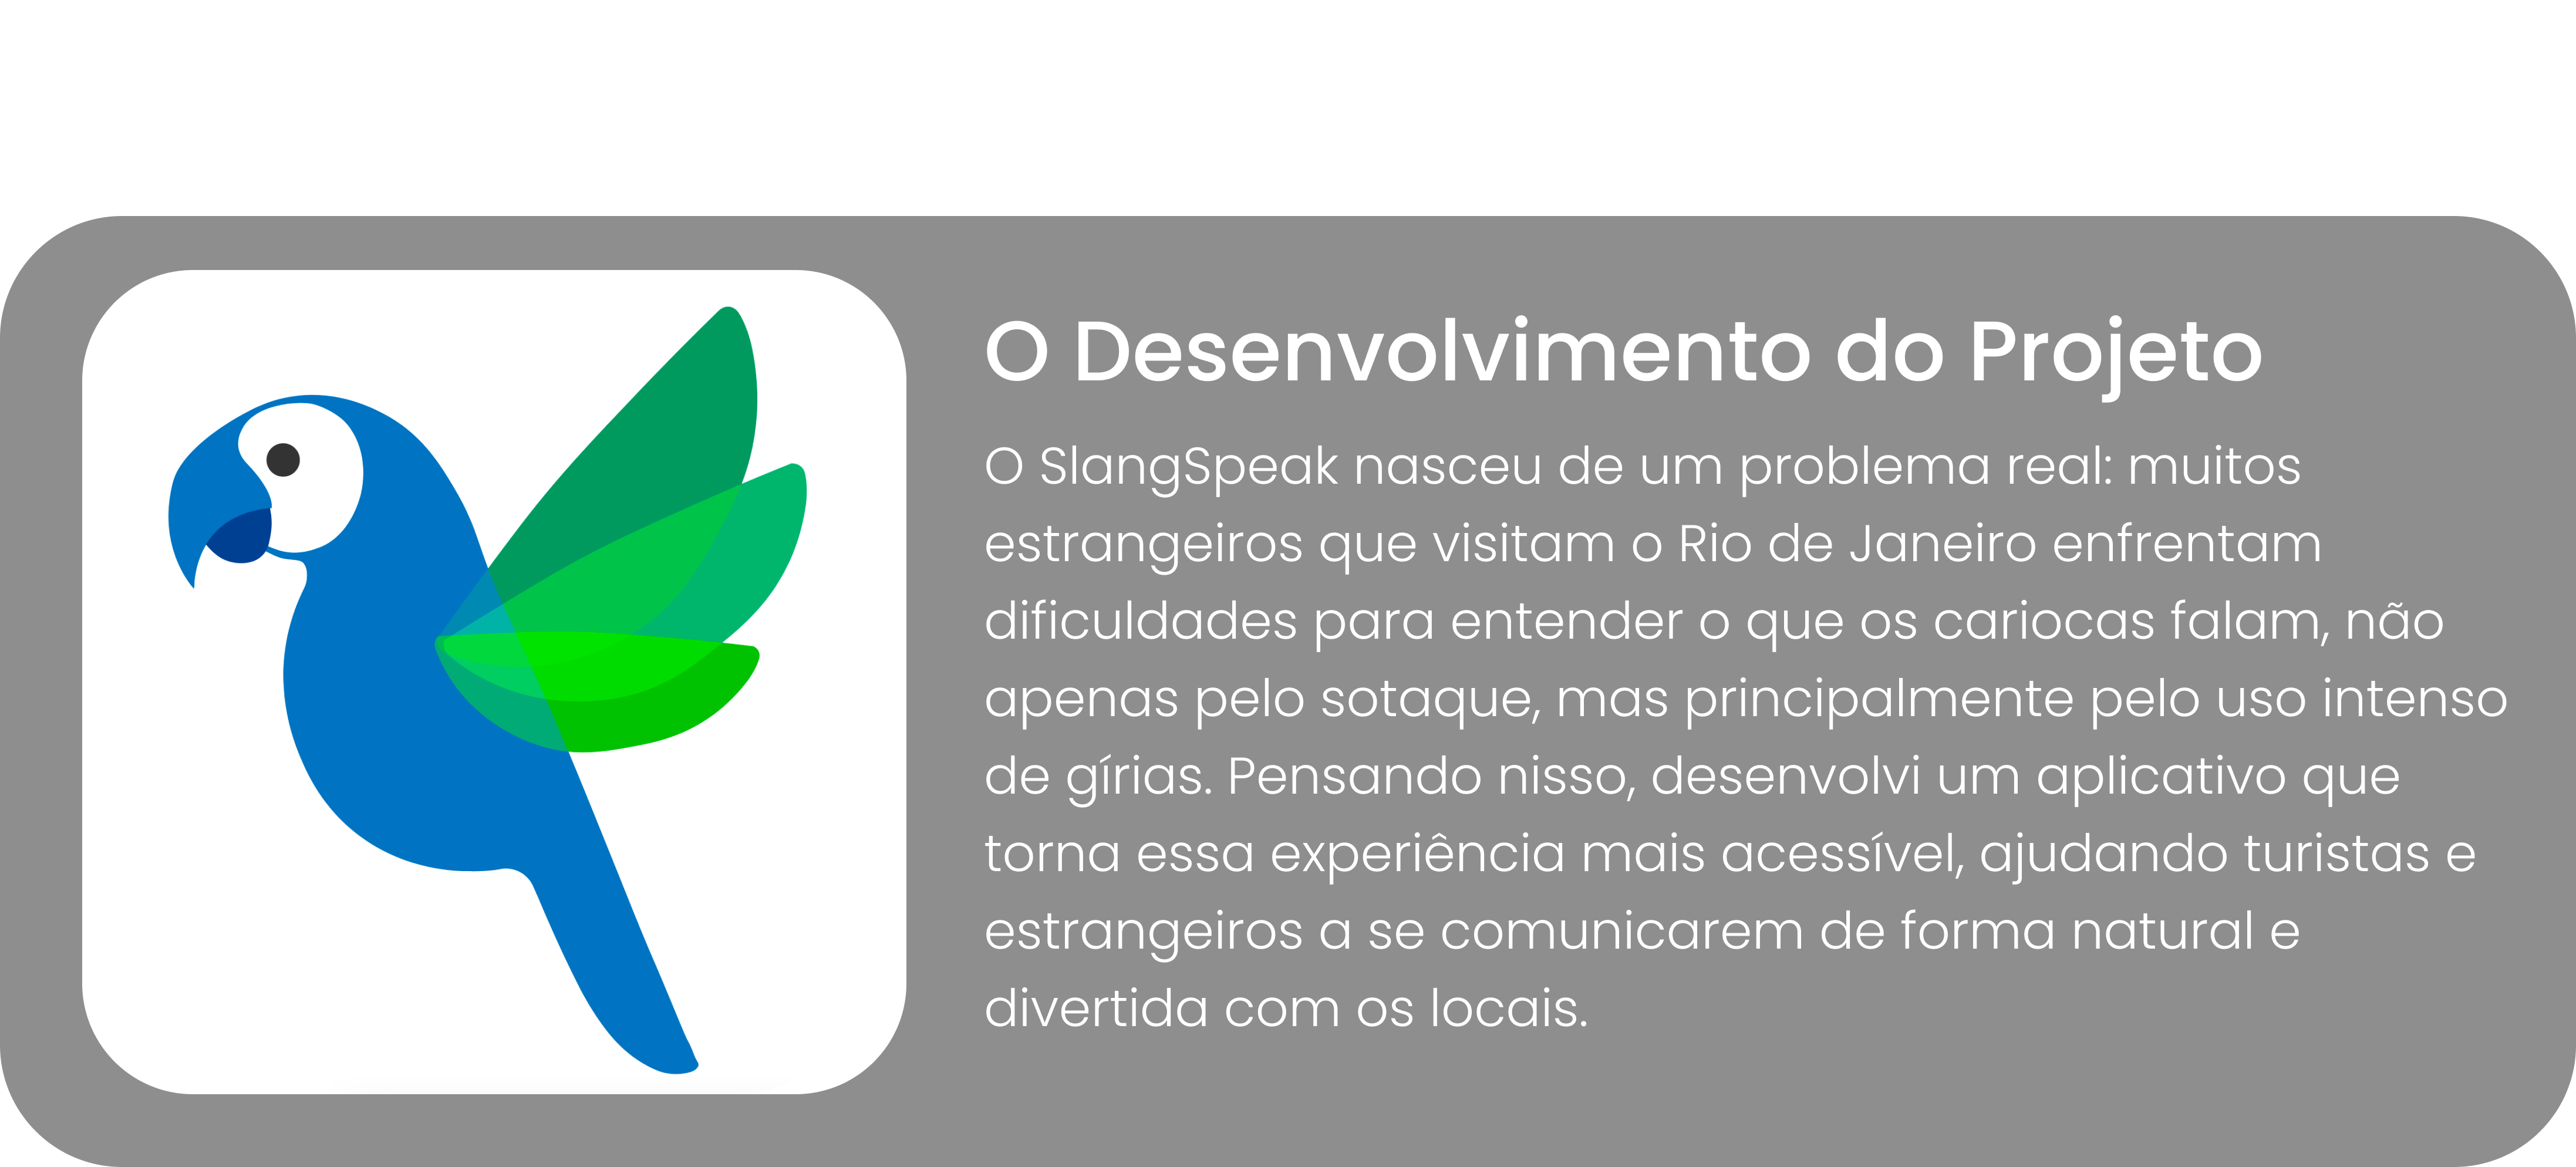 O Desenvolvimento do Projeto
O SlangSpeak nasceu de um problema real: muitos
estrangeiros que visitam o Rio de Janeiro enfrentam
dificuldades para entender o que os cariocas falam, não
apenas pelo sotaque, mas principalmente pelo uso intenso
de gírias. Pensando nisso, desenvolvi um aplicativo que
torna essa experiência mais acessível, ajudando turistas e
estrangeiros a se comunicarem de forma natural e
divertida com os locais.